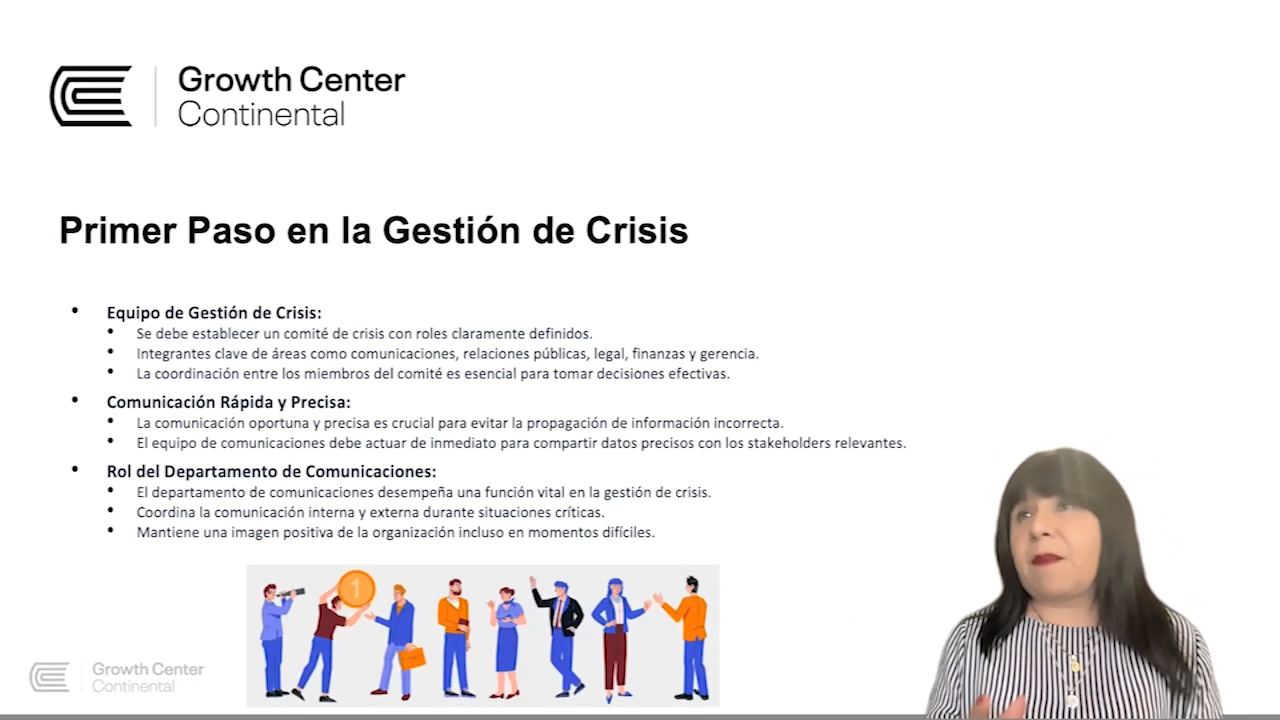 Growth Center
Continental
Primer Paso en la Gestión de Crisis
• Equipo de Gestión de Crisis:
• Se debe establecer un comité de crisis con roles claramente definidos.
• Integrantes clave de áreas como comunicaciones, relaciones públicas, legal, finanzas y gerencia.
• La coordinación entre los miembros del comité es esencial para tomar decisiones efectivas.
• Comunicación Rápida y Precisa:
• La comunicación oportuna y precisa es crucial para evitar la propagación de información incorrecta.
• El equipo de comunicaciones debe actuar de inmediato para compartir datos precisos con los stakeholders relevantes.
• Rol del Departamento de Comunicaciones:
• El departamento de comunicaciones desempeña una función vital en la gestión de crisis.
• Coordina la comunicación interna y externa durante situaciones críticas.
• Mantiene una imagen positiva de la organización incluso en momentos difíciles.
1
Growth Center
Continental